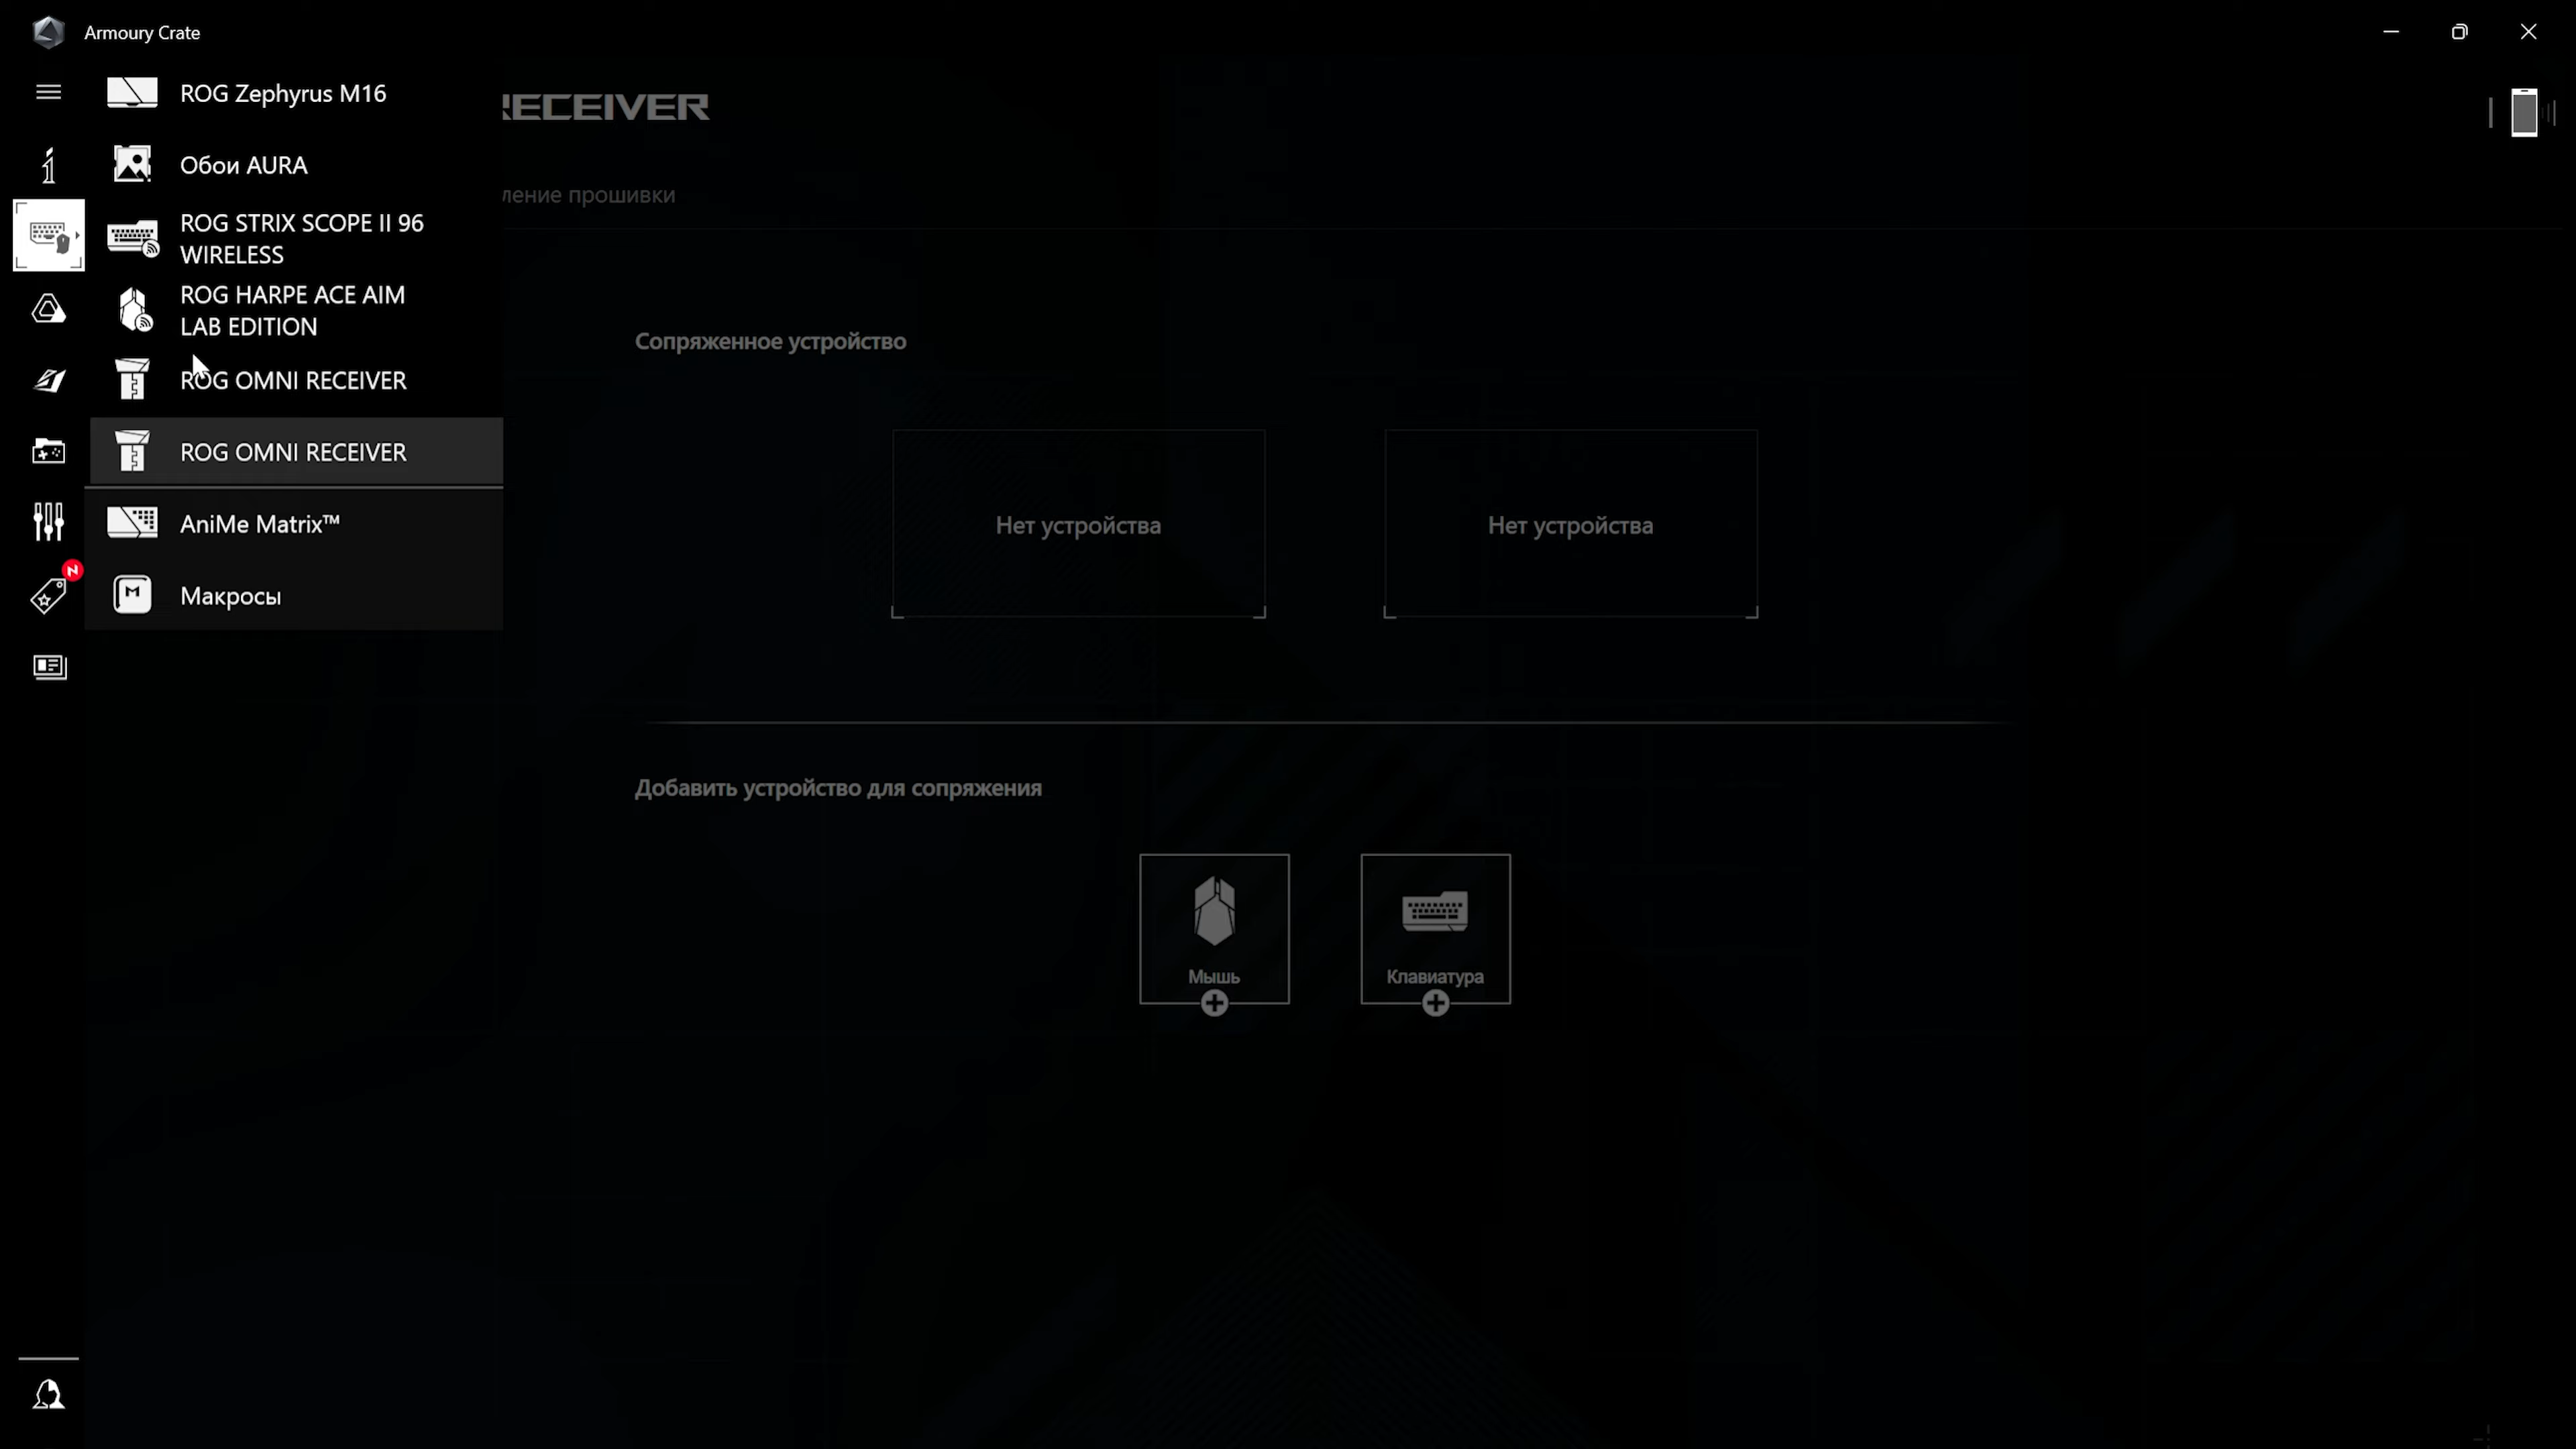 Armoury Crate
ROG Zephyrus M16
RECEIVER
Обои AURA
ление прошивки
ROG STRIX SCOPE II 96
WIRELESS
ROG HARPE ACE AIM
LAB EDITION
Сопряженное устройство
ROG OMNI RECEIVER
ROG OMNI RECEIVER
AniMe Matrix™
Нет устройства
Нет устройства
Макросы
Добавить устройство для сопряжения
Мышь
Клавиатура